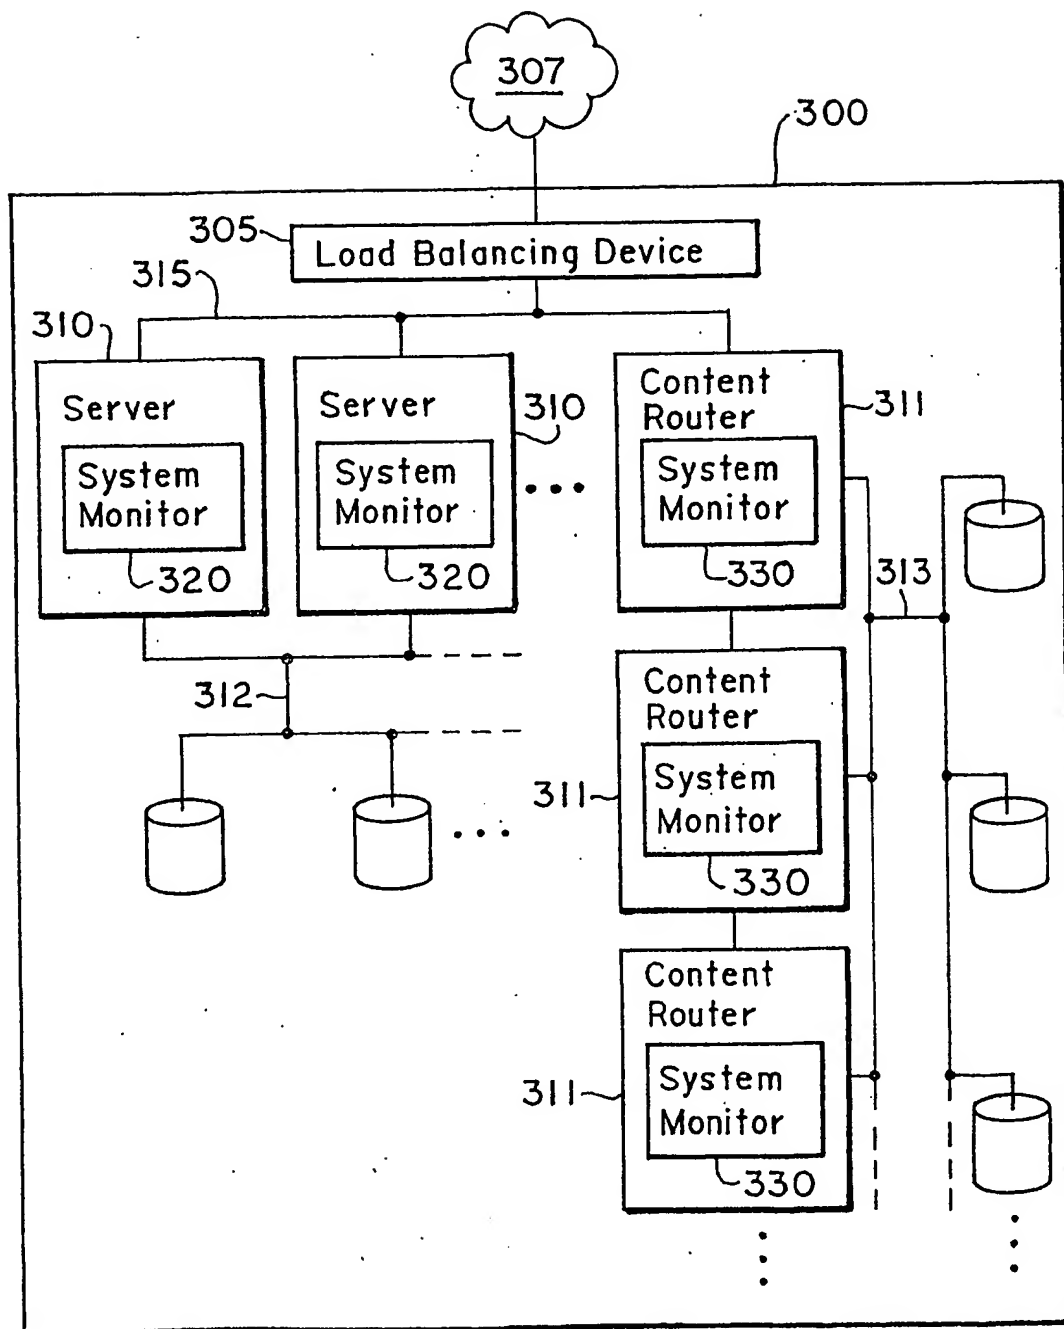 307
300
305
Load Balancing Device
315
310
Server
System
Monitor
320
Server
310
System
Monitor
320
Content
Router
311
System
Monitor
330
313
312
Content
Router
311
System
Monitor
330
Content
Router
311
System
Monitor
330